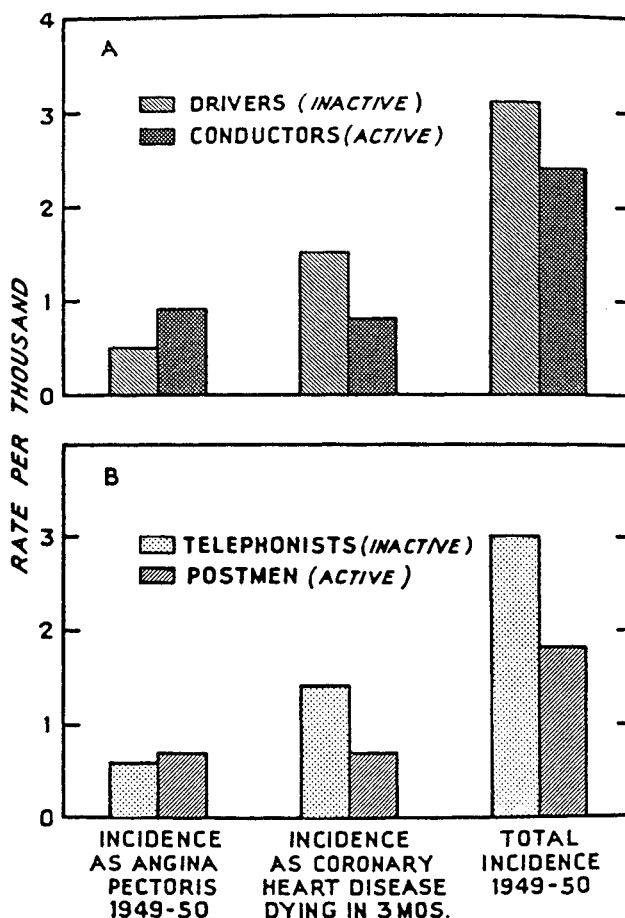 RATE PER THOUSAND
4
3
2
1
0
A
DRIVERS (INACTIVE)
CONDUCTORS (ACTIVE)
3
2
1
0
B
TELEPHONISTS (INACTIVE)
POSTMEN (ACTIVE)
INCIDENCE
AS ANGINA
PECTORIS
1949-50
INCIDENCE
AS CORONARY
HEART DISEASE
DYING IN 3 MOS.
TOTAL
INCIDENCE
1949-50